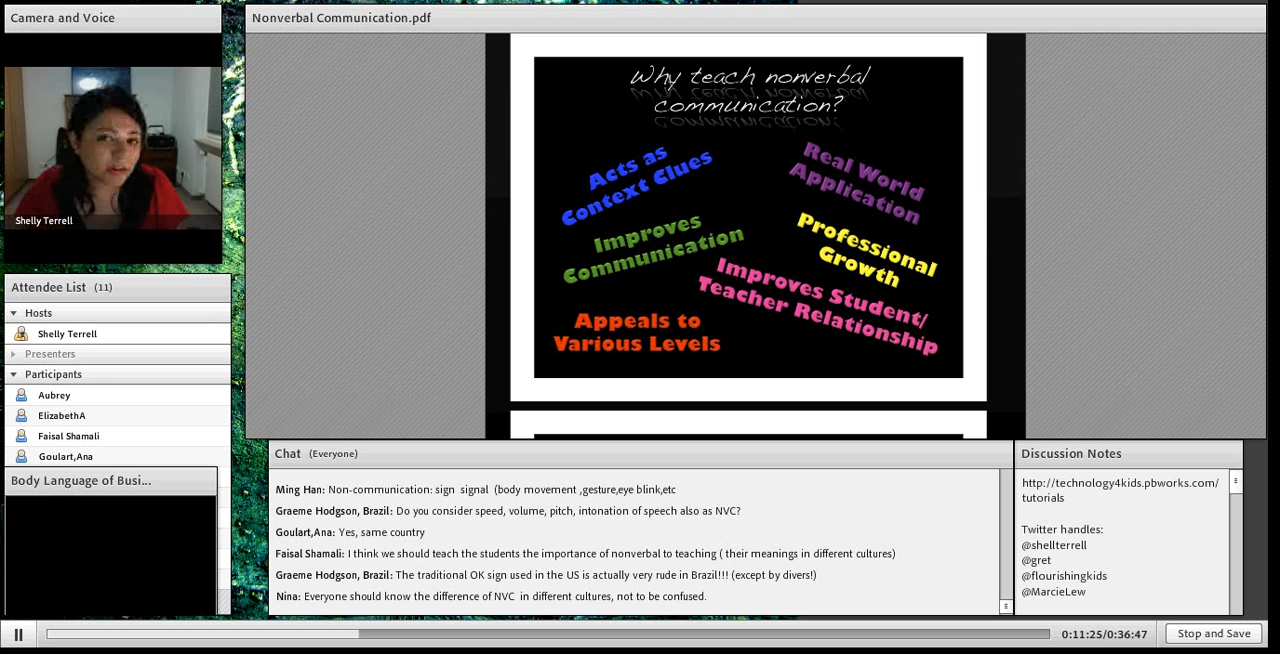 Camera and Voice
Shelly Terrell
Attendee List (11)
Hosts
Shelly Terrell
Presenters
Participants
Aubrey
ElizabethA
Faisal Shamali
Goulart,Ana
Body Language of Busi...
Nonverbal Communication.pdf
Why teach nonverbal
communication?
Acts as
Context Clues
Improves
Communication
Appeals to
Various Levels
Real World
Application
Professional
Growth
Improves Student/
Teacher Relationship
Chat (Everyone)
Ming Han: Non-communication: sign signal (body movement ,gesture,eye blink,etc
Graeme Hodgson, Brazil: Do you consider speed, volume, pitch, intonation of speech also as NVC?
Goulart,Ana: Yes, same country
Faisal Shamali: I think we should teach the students the importance of nonverbal to teaching ( their meanings in different cultures)
Graeme Hodgson, Brazil: The traditional OK sign used in the US is actually very rude in Brazil!!! (except by divers!)
Nina: Everyone should know the difference of NVC in different cultures, not to be confused.
Discussion Notes
http://technology4kids.pbworks.com/
tutorials
Twitter handles:
@shellterrell
@gret
@flourishingkids
@MarcieLew
0:11:25/0:36:47
Stop and Save